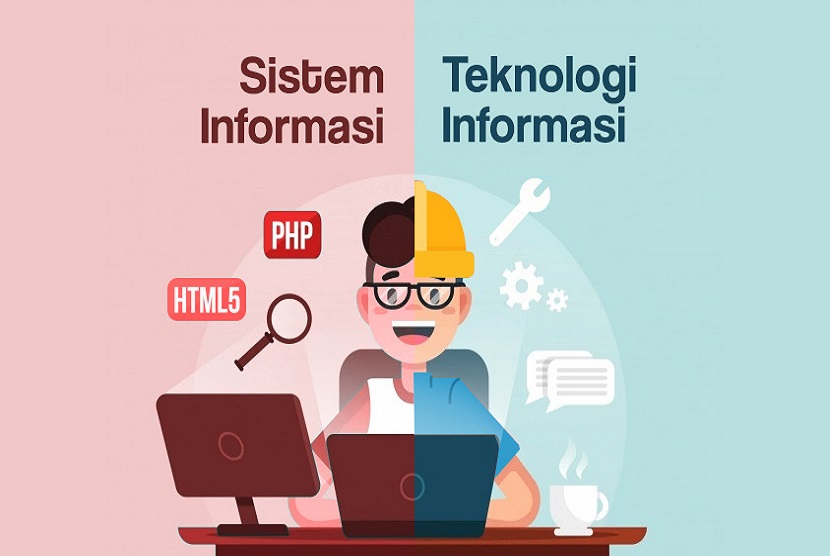 Sistem
Informasi
Teknologi
Informasi
PHP
HTML5